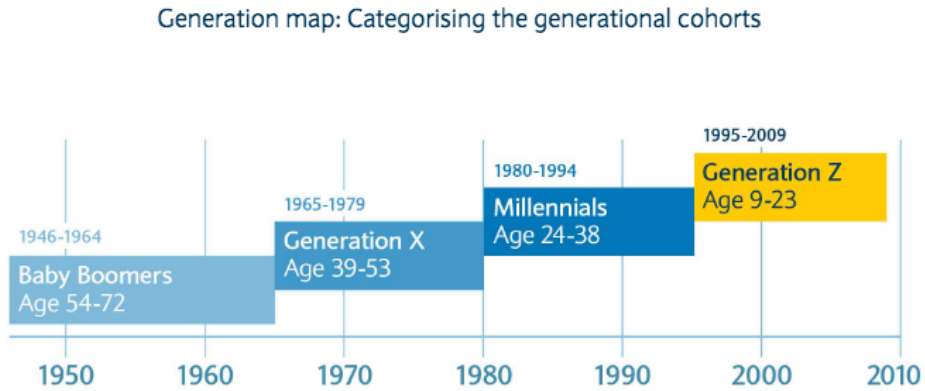 Generation map: Categorising the generational cohorts
1995-2009
Generation Z
Age 9-23
1980-1994
Millennials
Age 24-38
1965-1979
Generation X
Age 39-53
1946-1964
Baby Boomers
Age 54-72
1950 1960 1970 1980 1990 2000 2010